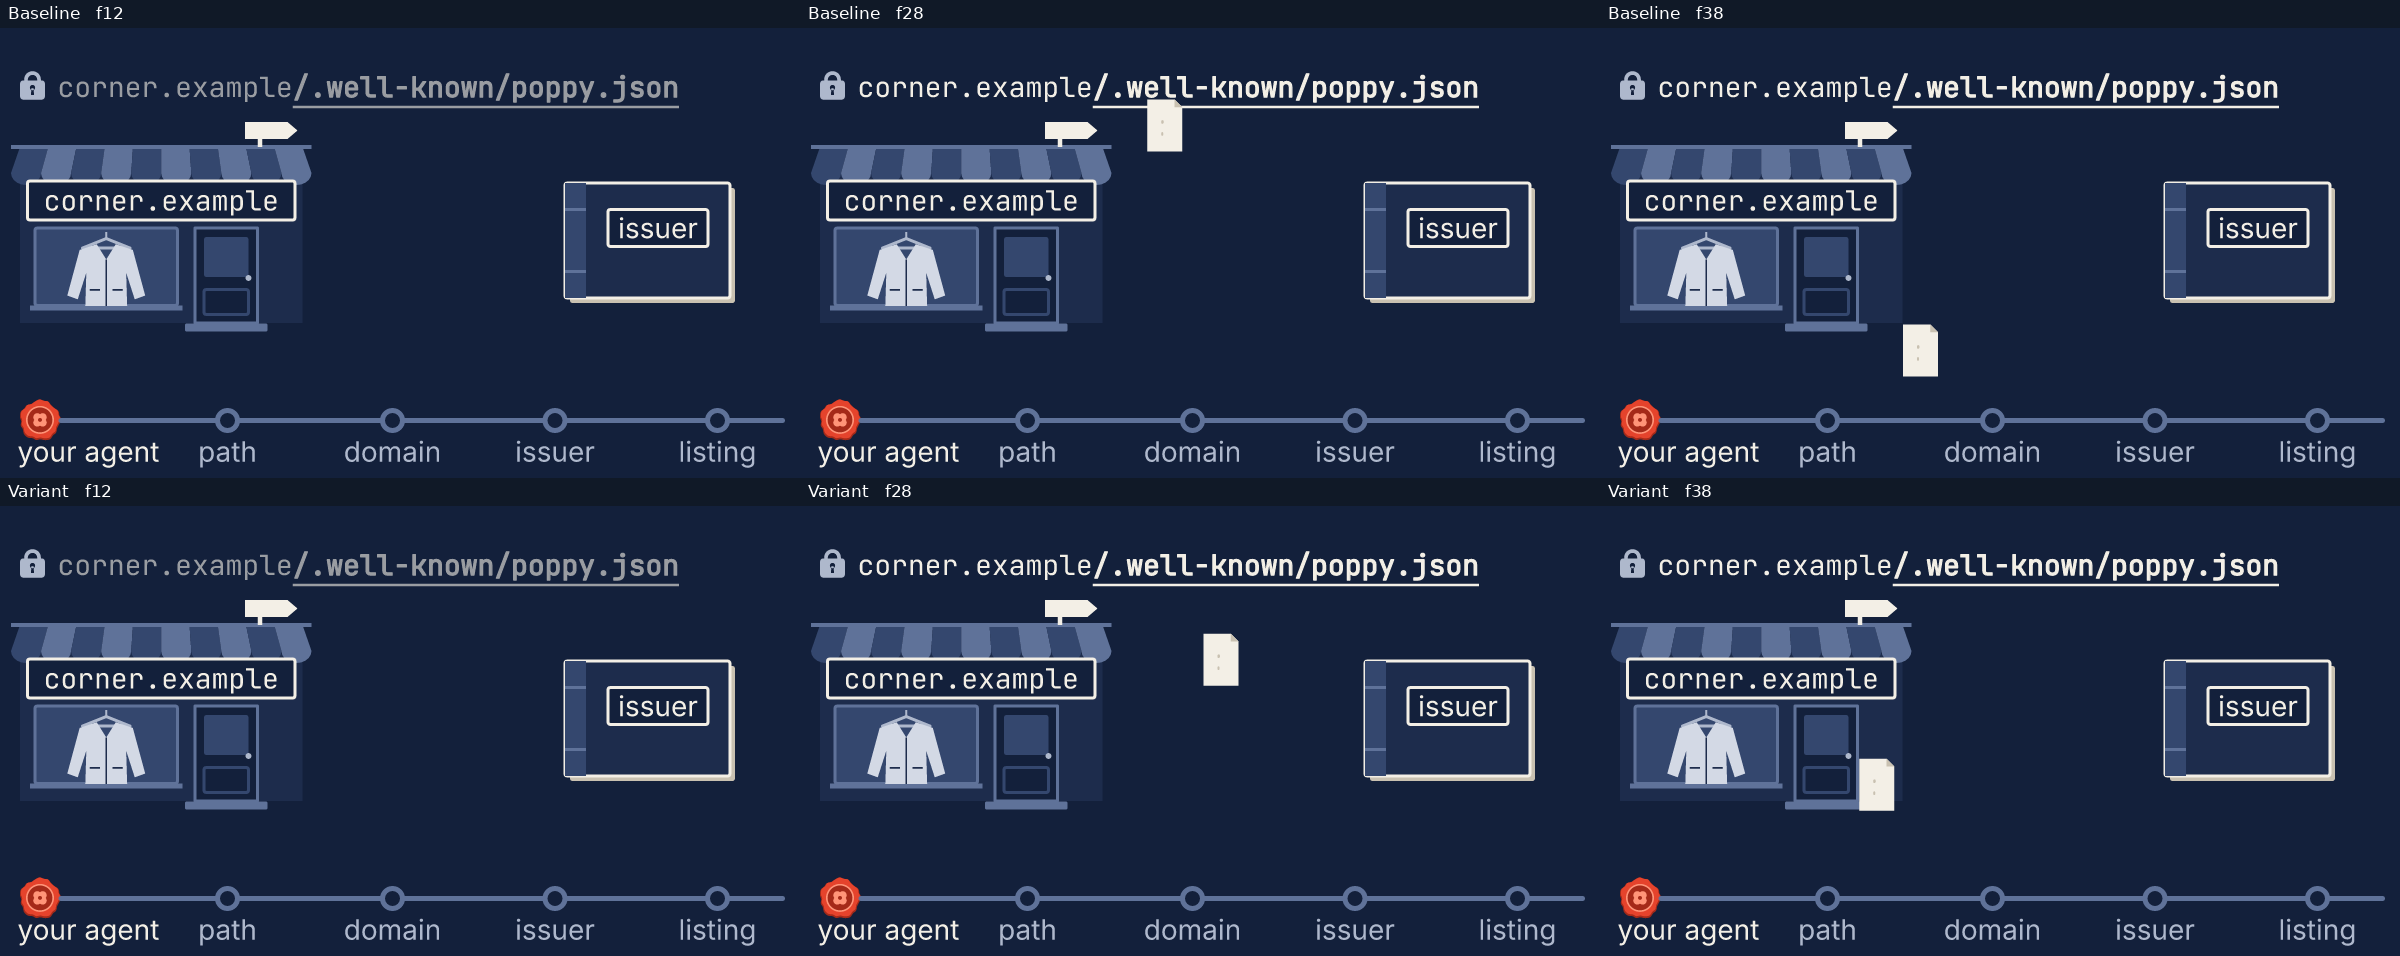 Baseline f12
Baseline f28
Baseline f38
corner.example/.well-known/poppy.json
corner.example/.well-known/poppy.json
corner.example/.well-known/poppy.json
corner.example
issuer
corner.example
issuer
corner.example
issuer
your agent path domain issuer listing
your agent path domain issuer listing
your agent path domain issuer listing
Variant f12
Variant f28
Variant f38
corner.example/.well-known/poppy.json
corner.example/.well-known/poppy.json
corner.example/.well-known/poppy.json
corner.example
issuer
corner.example
issuer
corner.example
issuer
your agent path domain issuer listing
your agent path domain issuer listing
your agent path domain issuer listing